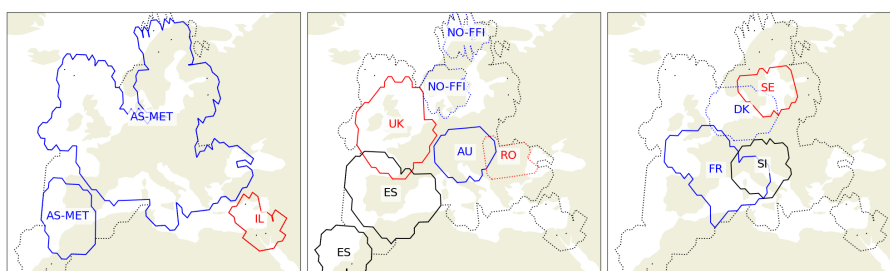 AS-MET
AS-MET
IL
NO-FFI
NO-FFI
UK
AU
RO
ES
ES
SE
DK
FR
SI